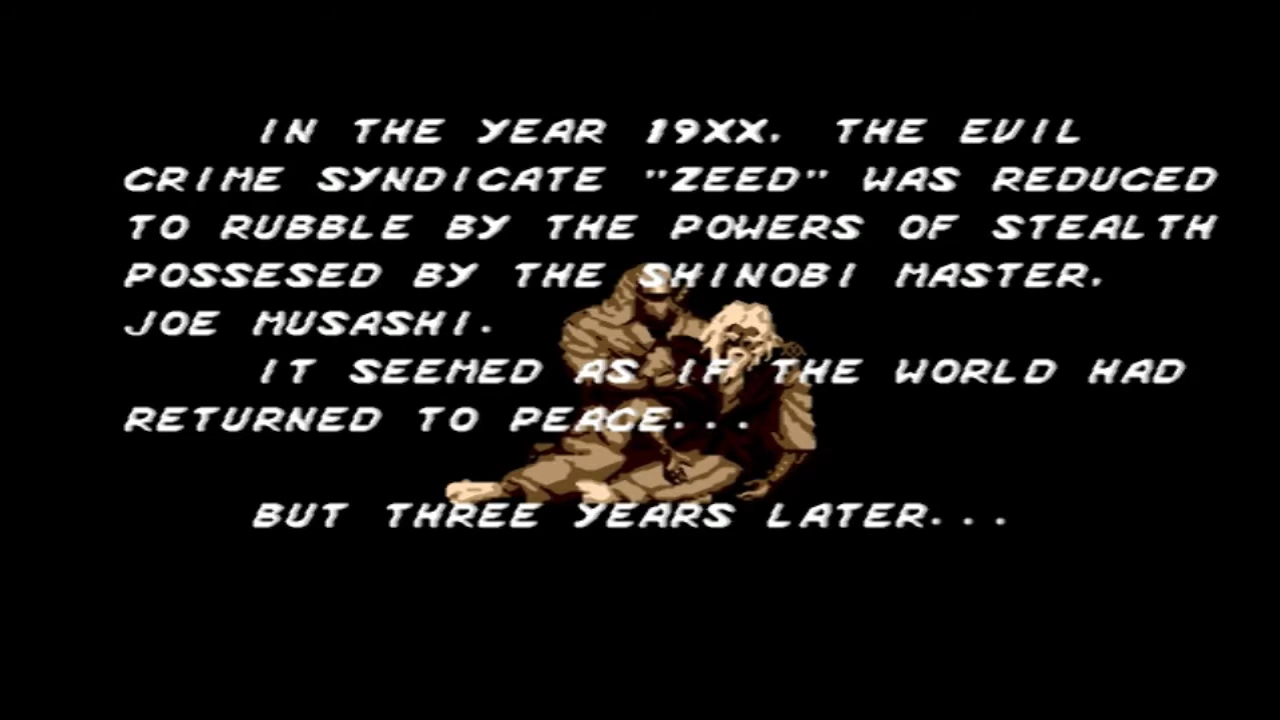 IN THE YEAR 19XX. THE EVIL
CRIME SYNDICATE "ZEED" WAS REDUCED
TO RUBBLE BY THE POWERS OF STEALTH
POSSESED BY THE SHINOBI MASTER.
JOE MUSASHI.
IT SEEMED AS IF THE WORLD HAD
RETURNED TO PEACE...
BUT THREE YEARS LATER...